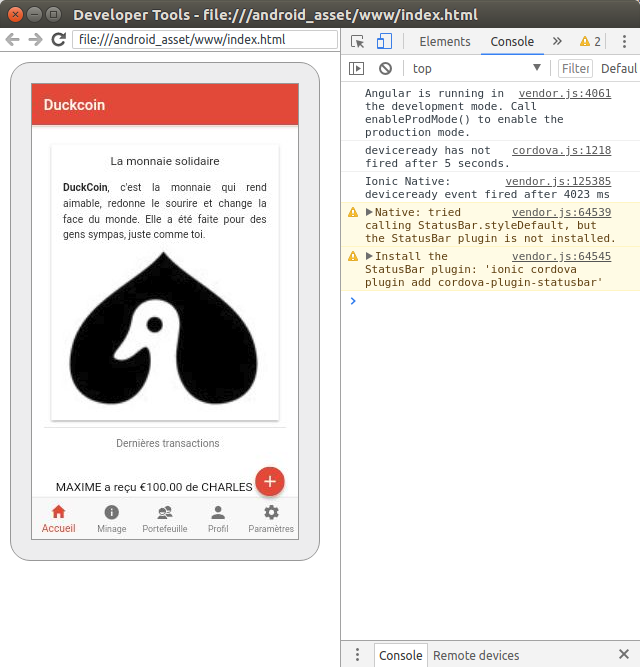 Developer Tools - file:///android_asset/www/index.html
file:///android_asset/www/index.html
Elements Console » 2
top Filter Defaul
Duckcoin
La monnaie solidaire
DuckCoin, c'est la monnaie qui rend
aimable, redonne le sourire et change la
face du monde. Elle a été faite pour des
gens sympas, juste comme toi.
Dernières transactions
MAXIME a reçu €100.00 de CHARLES
+
Accueil Minage Portefeuille Profil Paramètres
Angular is running in vendor.js:4061
the development mode. Call
enableProdMode() to enable the
production mode.
deviceready has not cordova.js:1218
fired after 5 seconds.
Ionic Native: vendor.js:125385
deviceready event fired after 4023 ms
Native: tried vendor.js:64539
calling StatusBar.styleDefault, but
the StatusBar plugin is not installed.
Install the vendor.js:64545
StatusBar plugin: 'ionic cordova
plugin add cordova-plugin-statusbar'
Console Remote devices